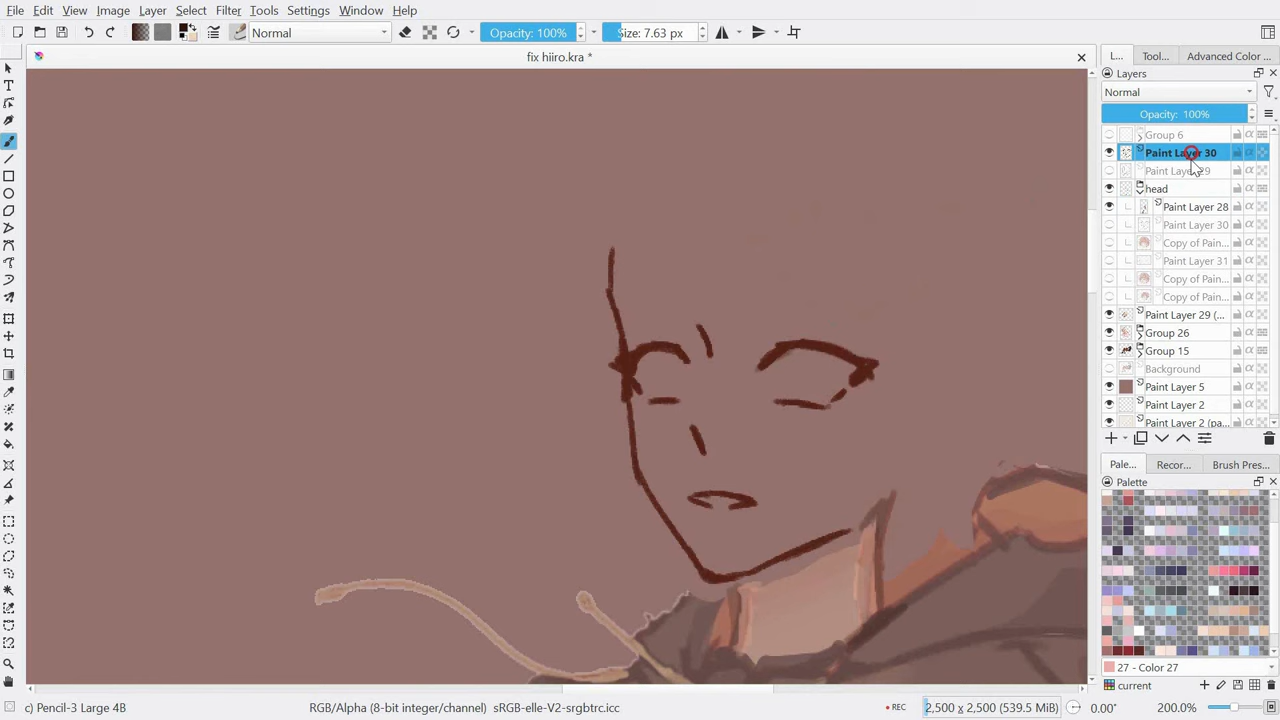 File Edit View Image Layer Select Filter Tools Settings Window Help
Normal
Opacity: 100%
Size: 7.63 px
fix hiiro.kra *
L...
Tool...
Advanced Color ...
Layers
Normal
Opacity: 100%
Group 6
Paint Layer 30
Paint Layer 29
head
Paint Layer 28
Paint Layer 30
Copy of Pain...
Paint Layer 31
Copy of Pain...
Copy of Pain...
Paint Layer 29 (...
Group 26
Group 15
Background
Paint Layer 5
Paint Layer 2
Paint Layer 2 (pa...
Pale...
Recor...
Brush Pres...
Palette
27 - Color 27
current
c) Pencil-3 Large 4B
RGB/Alpha (8-bit integer/channel) sRGB-elle-V2-srgbtrc.icc
REC
2,500 x 2,500 (539.5 MiB)
0.00°
200.0%